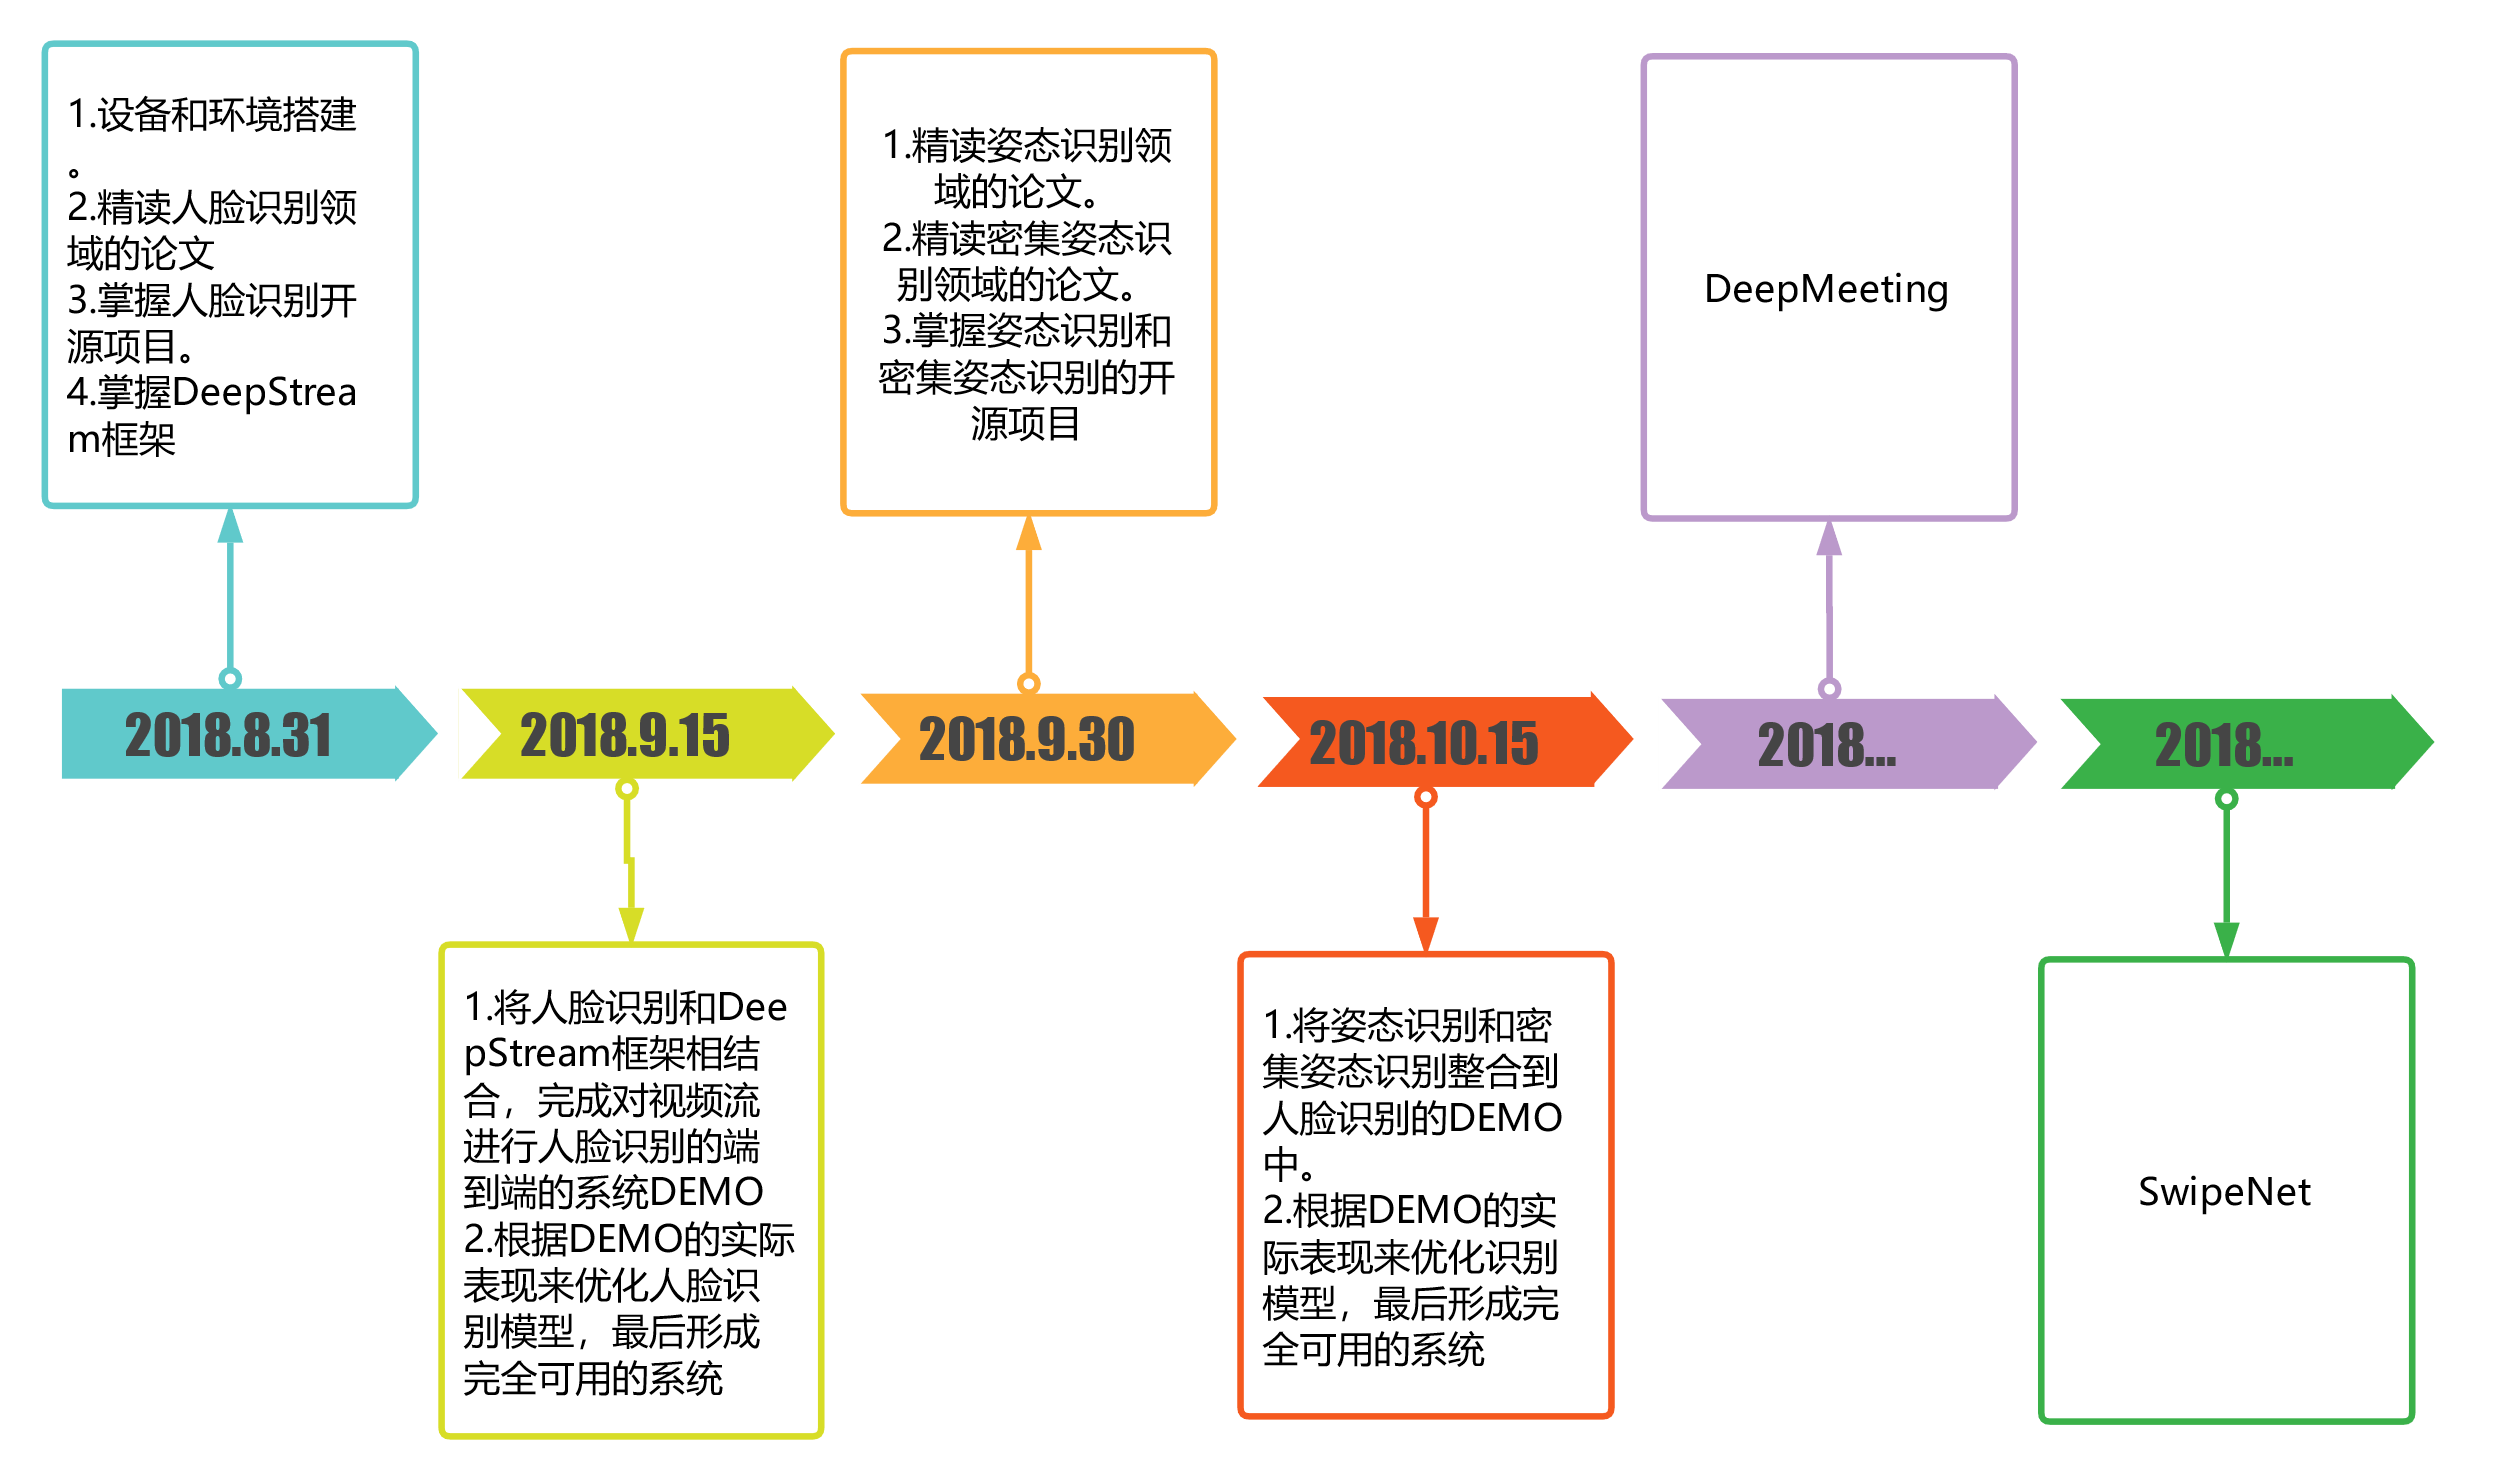 1.设备和环境搭建
。
2.精读人脸识别领
域的论文
3.掌握人脸识别开
源项目。
4.掌握DeepStrea
m框架
1.精读姿态识别领
域的论文。
2.精读密集姿态识
别领域的论文。
3.掌握姿态识别和
密集姿态识别的开
源项目
DeepMeeting
2018.8.31
2018.9.15
2018.9.30
2018.10.15
2018...
2018...
1.将人脸识别和Dee
pStream框架相结
合，完成对视频流
进行人脸识别的端
到端的系统DEMO
2.根据DEMO的实际
表现来优化人脸识
别模型，最后形成
完全可用的系统
1.将姿态识别和密
集姿态识别整合到
人脸识别的DEMO
中。
2.根据DEMO的实
际表现来优化识别
模型，最后形成完
全可用的系统
SwipeNet